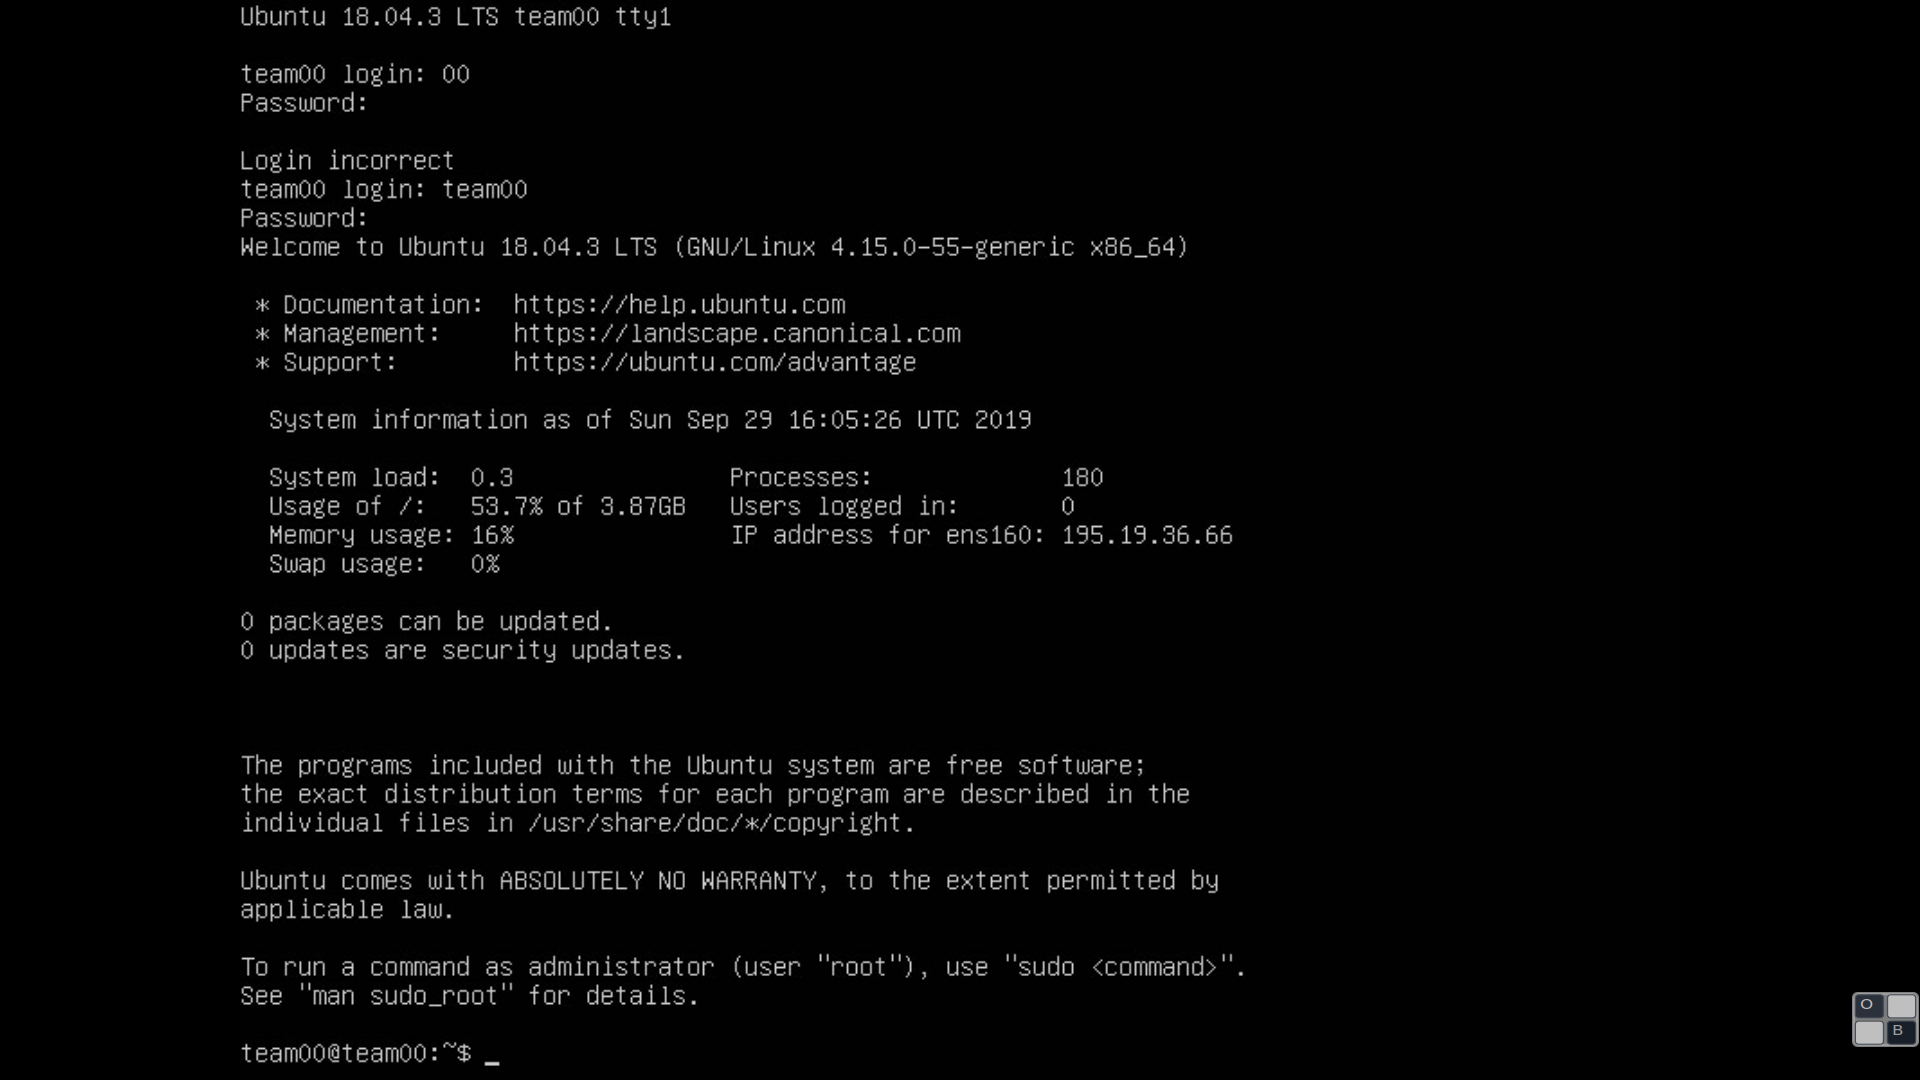 Ubuntu 18.04.3 LTS team00 tty1
team00 login: 00
Password:
Login incorrect
team00 login: team00
Password:
Welcome to Ubuntu 18.04.3 LTS (GNU/Linux 4.15.0-55-generic x86_64)
* Documentation:  https://help.ubuntu.com
* Management:     https://landscape.canonical.com
* Support:        https://ubuntu.com/advantage
System information as of Sun Sep 29 16:05:26 UTC 2019
System load:  0.3               Processes:             180
Usage of /:   53.7% of 3.87GB   Users logged in:       0
Memory usage: 16%               IP address for ens160: 195.19.36.66
Swap usage:   0%
0 packages can be updated.
0 updates are security updates.
The programs included with the Ubuntu system are free software;
the exact distribution terms for each program are described in the
individual files in /usr/share/doc/*/copyright.
Ubuntu comes with ABSOLUTELY NO WARRANTY, to the extent permitted by
applicable law.
To run a command as administrator (user "root"), use "sudo <command>".
See "man sudo_root" for details.
team00@team00:~$ _
O
B